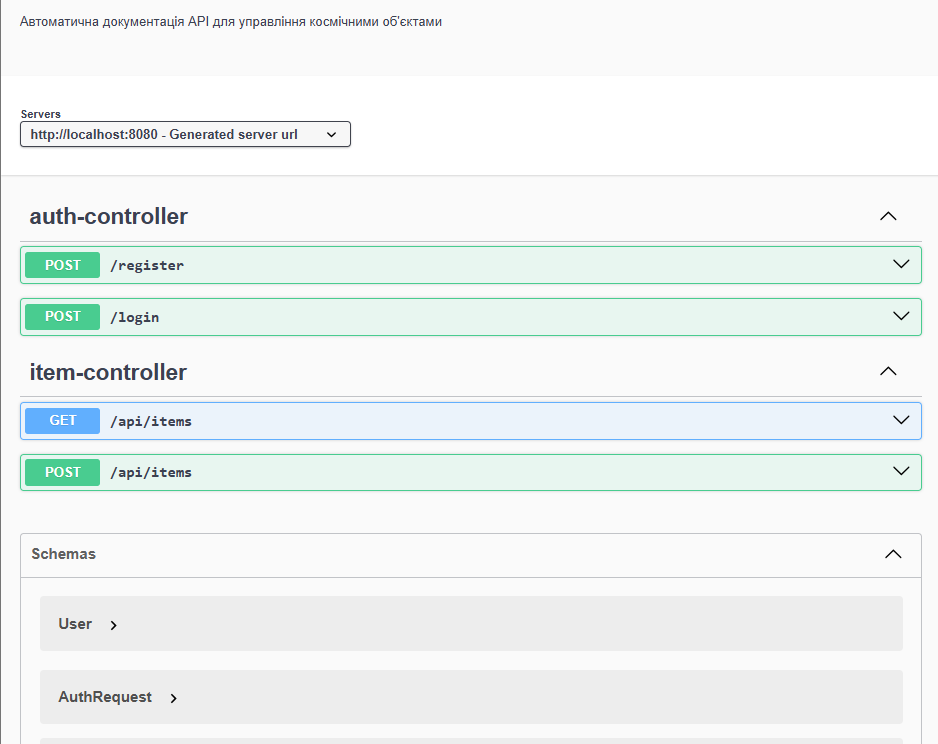 Автоматична документація API для управління космічними об'єктами
Servers
http://localhost:8080 - Generated server url
auth-controller
POST /register
POST /login
item-controller
GET /api/items
POST /api/items
Schemas
User
AuthRequest